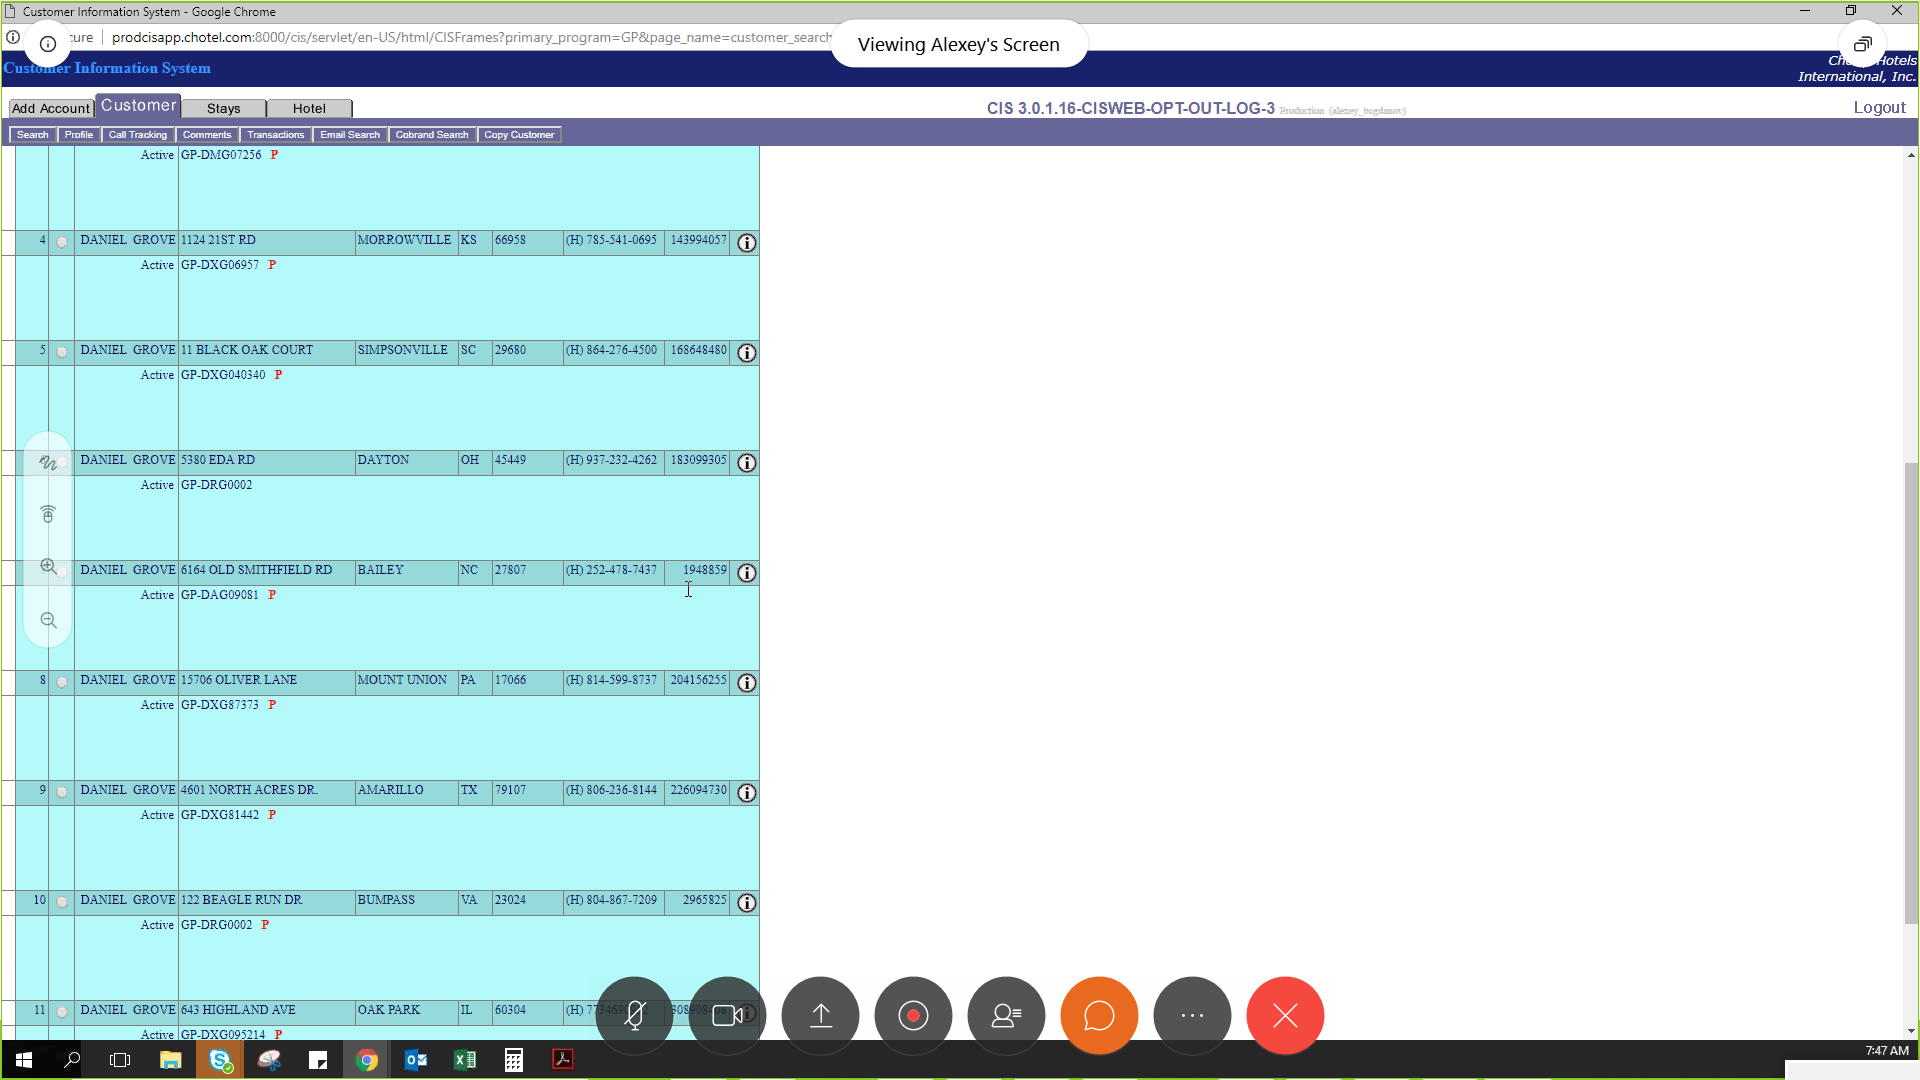 Customer Information System - Google Chrome
cure | prodcisapp.chotel.com:8000/cis/servlet/en-US/html/CISFrames?primary_program=GP&page_name=customer_search
Viewing Alexey's Screen
Customer Information System
Hotels
International, Inc.
Add Account Customer Stays Hotel
CIS 3.0.1.16-CISWEB-OPT-OUT-LOG-3 Production (alexey_bogdanov)
Logout
Search Profile Call Tracking Comments Transactions Email Search Cobrand Search Copy Customer
Active GP-DMG07256 P
4 DANIEL GROVE 1124 21ST RD MORROWVILLE KS 66958 (H) 785-541-0695 143994057
Active GP-DXG06957 P
5 DANIEL GROVE 11 BLACK OAK COURT SIMPSONVILLE SC 29680 (H) 864-276-4500 168648480
Active GP-DXG040340 P
DANIEL GROVE 5380 EDA RD DAYTON OH 45449 (H) 937-232-4262 183099305
Active GP-DRG0002
DANIEL GROVE 6164 OLD SMITHFIELD RD BAILEY NC 27807 (H) 252-478-7437 1948859
Active GP-DAG09081 P
8 DANIEL GROVE 15706 OLIVER LANE MOUNT UNION PA 17066 (H) 814-599-8737 204156255
Active GP-DXG87373 P
9 DANIEL GROVE 4601 NORTH ACRES DR. AMARILLO TX 79107 (H) 806-236-8144 226094730
Active GP-DXG81442 P
10 DANIEL GROVE 122 BEAGLE RUN DR BUMPASS VA 23024 (H) 804-867-7209 2965825
Active GP-DRG0002 P
11 DANIEL GROVE 643 HIGHLAND AVE OAK PARK IL 60304 (H)
Active GP-DXG095214 P
7:47 AM